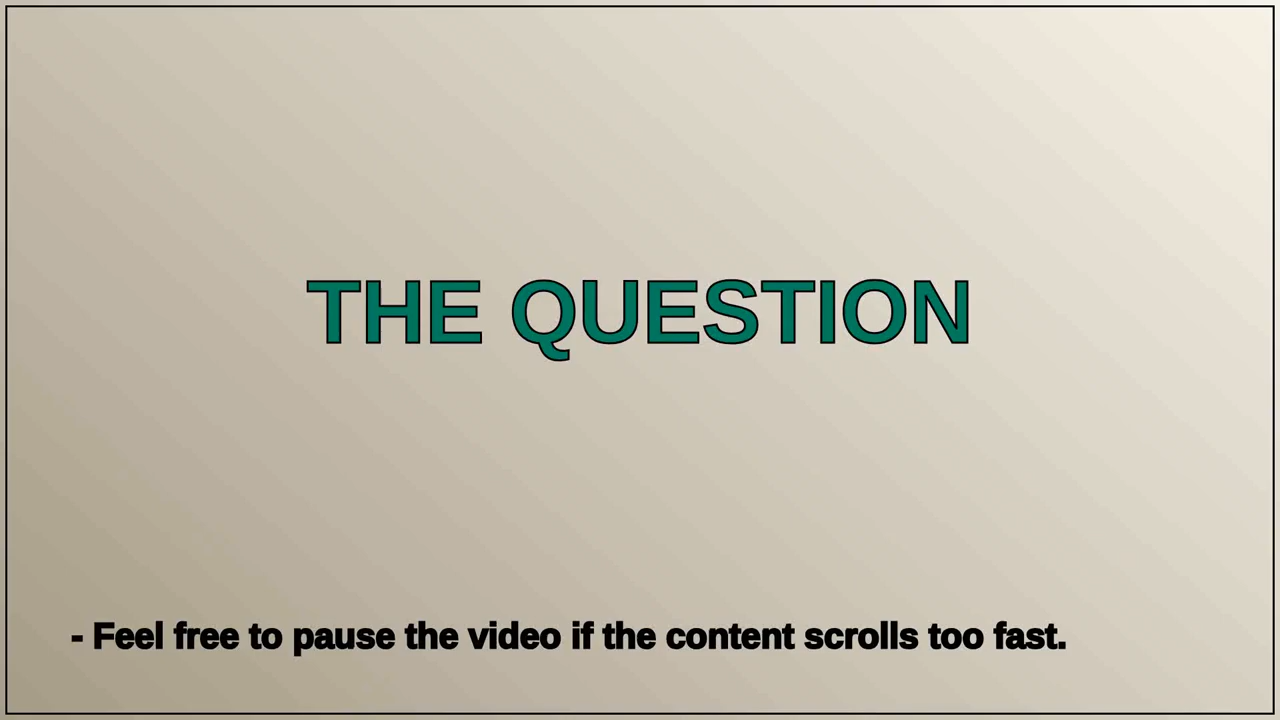 THE QUESTION
- Feel free to pause the video if the content scrolls too fast.